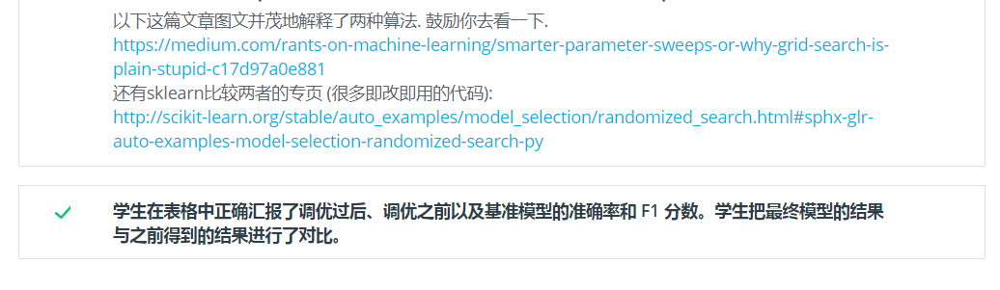 以下这篇文章图文并茂地解释了两种算法. 鼓励你去看一下.
https://medium.com/rants-on-machine-learning/smarter-parameter-sweeps-or-why-grid-search-is-
plain-stupid-c17d97a0e881
还有sklearn比较两者的专页 (很多即改即用的代码):
http://scikit-learn.org/stable/auto_examples/model_selection/randomized_search.html#sphx-glr-
auto-examples-model-selection-randomized-search-py
学生在表格中正确汇报了调优过后、调优之前以及基准模型的准确率和 F1 分数。学生把最终模型的结果
与之前得到的结果进行了对比。